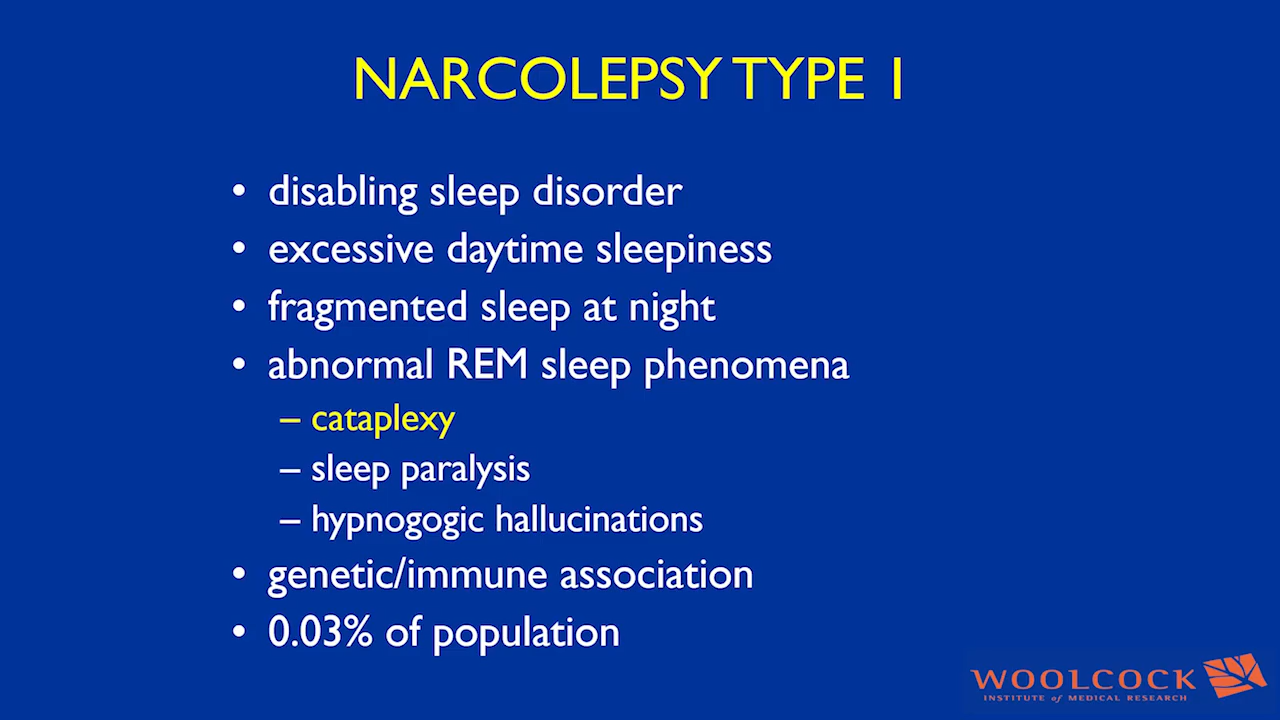 NARCOLEPSY TYPE 1
• disabling sleep disorder
• excessive daytime sleepiness
• fragmented sleep at night
• abnormal REM sleep phenomena
– cataplexy
– sleep paralysis
– hypnogogic hallucinations
• genetic/immune association
• 0.03% of population
WOOLCOCK
INSTITUTE of MEDICAL RESEARCH